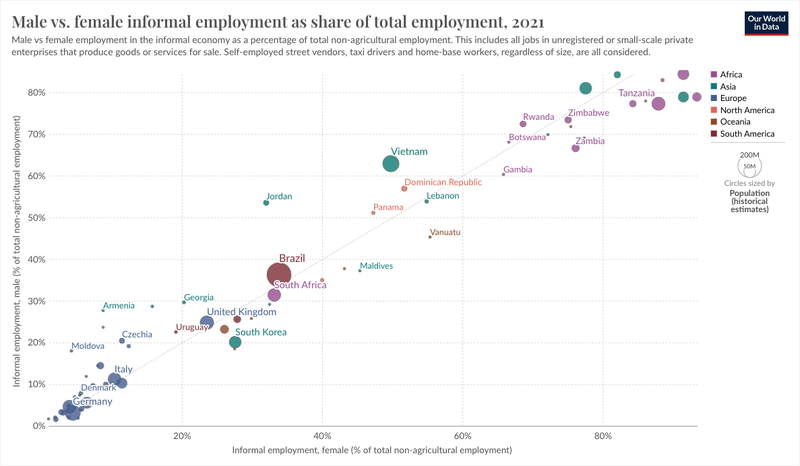 Male vs. female informal employment as share of total employment, 2021
Our World
in Data
Male vs female employment in the informal economy as a percentage of total non-agricultural employment. This includes all jobs in unregistered or small-scale private
enterprises that produce goods or services for sale. Self-employed street vendors, taxi drivers and home-base workers, regardless of size, are all considered.
Informal employment, male (% of total non-agricultural employment)
80%
70%
60%
50%
40%
30%
20%
10%
0%
Tanzania
Rwanda
Zimbabwe
Botswana
Zambia
Vietnam
Gambia
Dominican Republic
Jordan
Lebanon
Panama
Vanuatu
Brazil
Maldives
South Africa
Georgia
Armenia
United Kingdom
Uruguay
South Korea
Czechia
Moldova
Italy
Denmark
Germany
20%
40%
60%
80%
Informal employment, female (% of total non-agricultural employment)
Africa
Asia
Europe
North America
Oceania
South America
200M
50M
Circles sized by
Population
(historical
estimates)